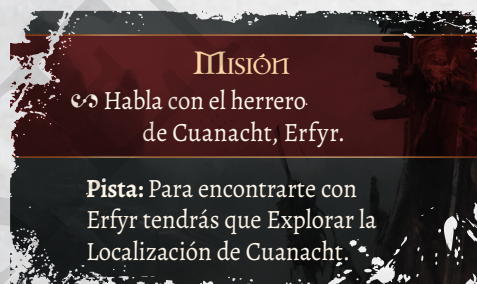 Misión
Habla con el herrero
de Cuanacht, Erfyr.
Pista: Para encontrarte con
Erfyr tendrás que Explorar la
Localización de Cuanacht.